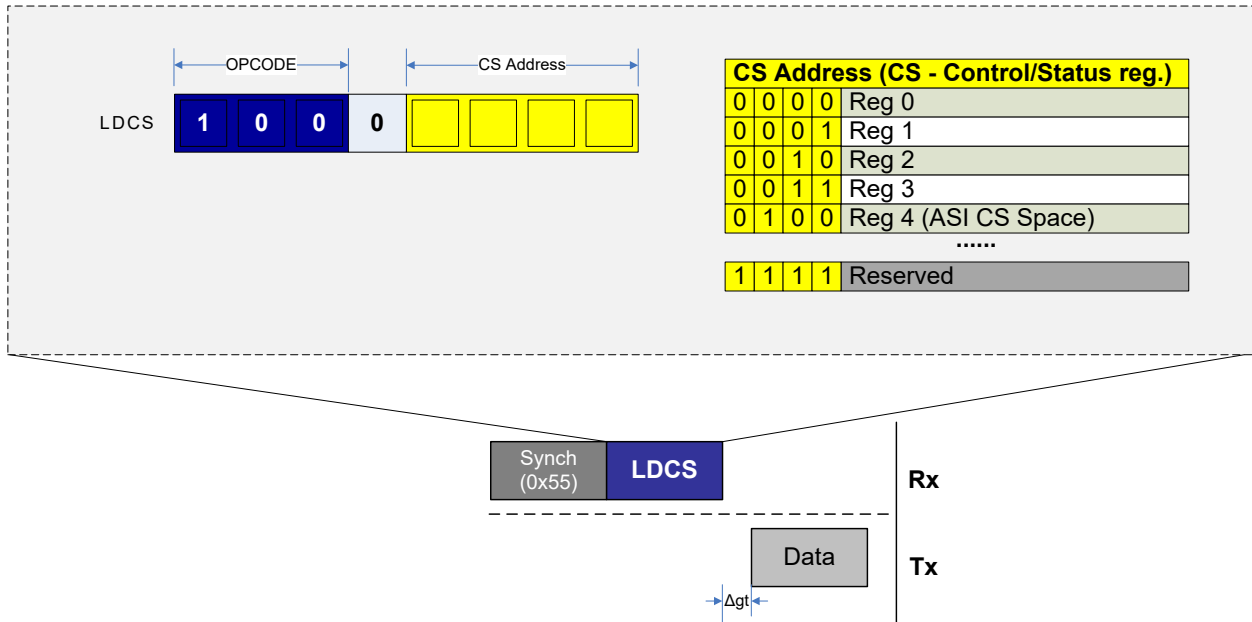 OPCODE
CS Address
LDCS
1 0 0 0
CS Address (CS - Control/Status reg.)
0 0 0 0 Reg 0
0 0 0 1 Reg 1
0 0 1 0 Reg 2
0 0 1 1 Reg 3
0 1 0 0 Reg 4 (ASI CS Space)
......
1 1 1 1 Reserved
Synch
(0x55)
LDCS
Rx
Data
Tx
Δgt